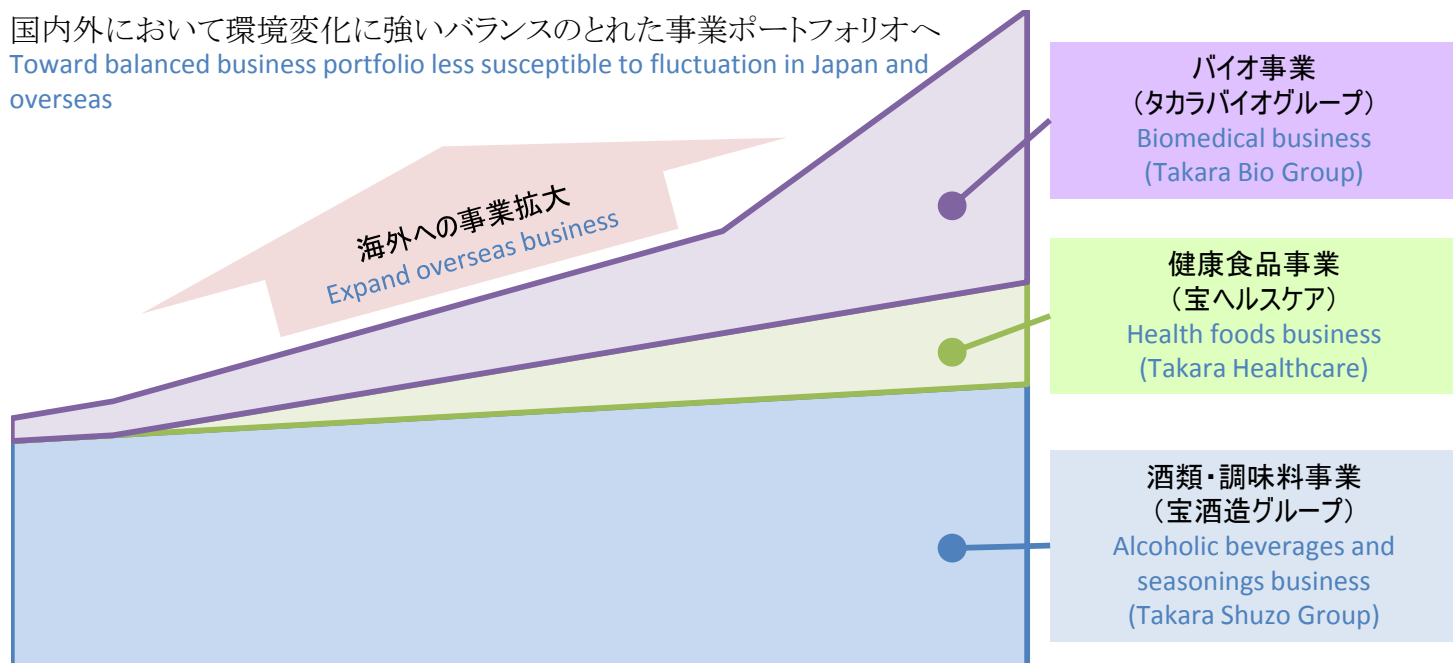 国内外において環境変化に強いバランスのとれた事業ポートフォリオへ
Toward balanced business portfolio less susceptible to fluctuation in Japan and
overseas
海外への事業拡大
Expand overseas business
バイオ事業
（タカラバイオグループ）
Biomedical business
(Takara Bio Group)
健康食品事業
（宝ヘルスケア）
Health foods business
(Takara Healthcare)
酒類・調味料事業
（宝酒造グループ）
Alcoholic beverages and
seasonings business
(Takara Shuzo Group)